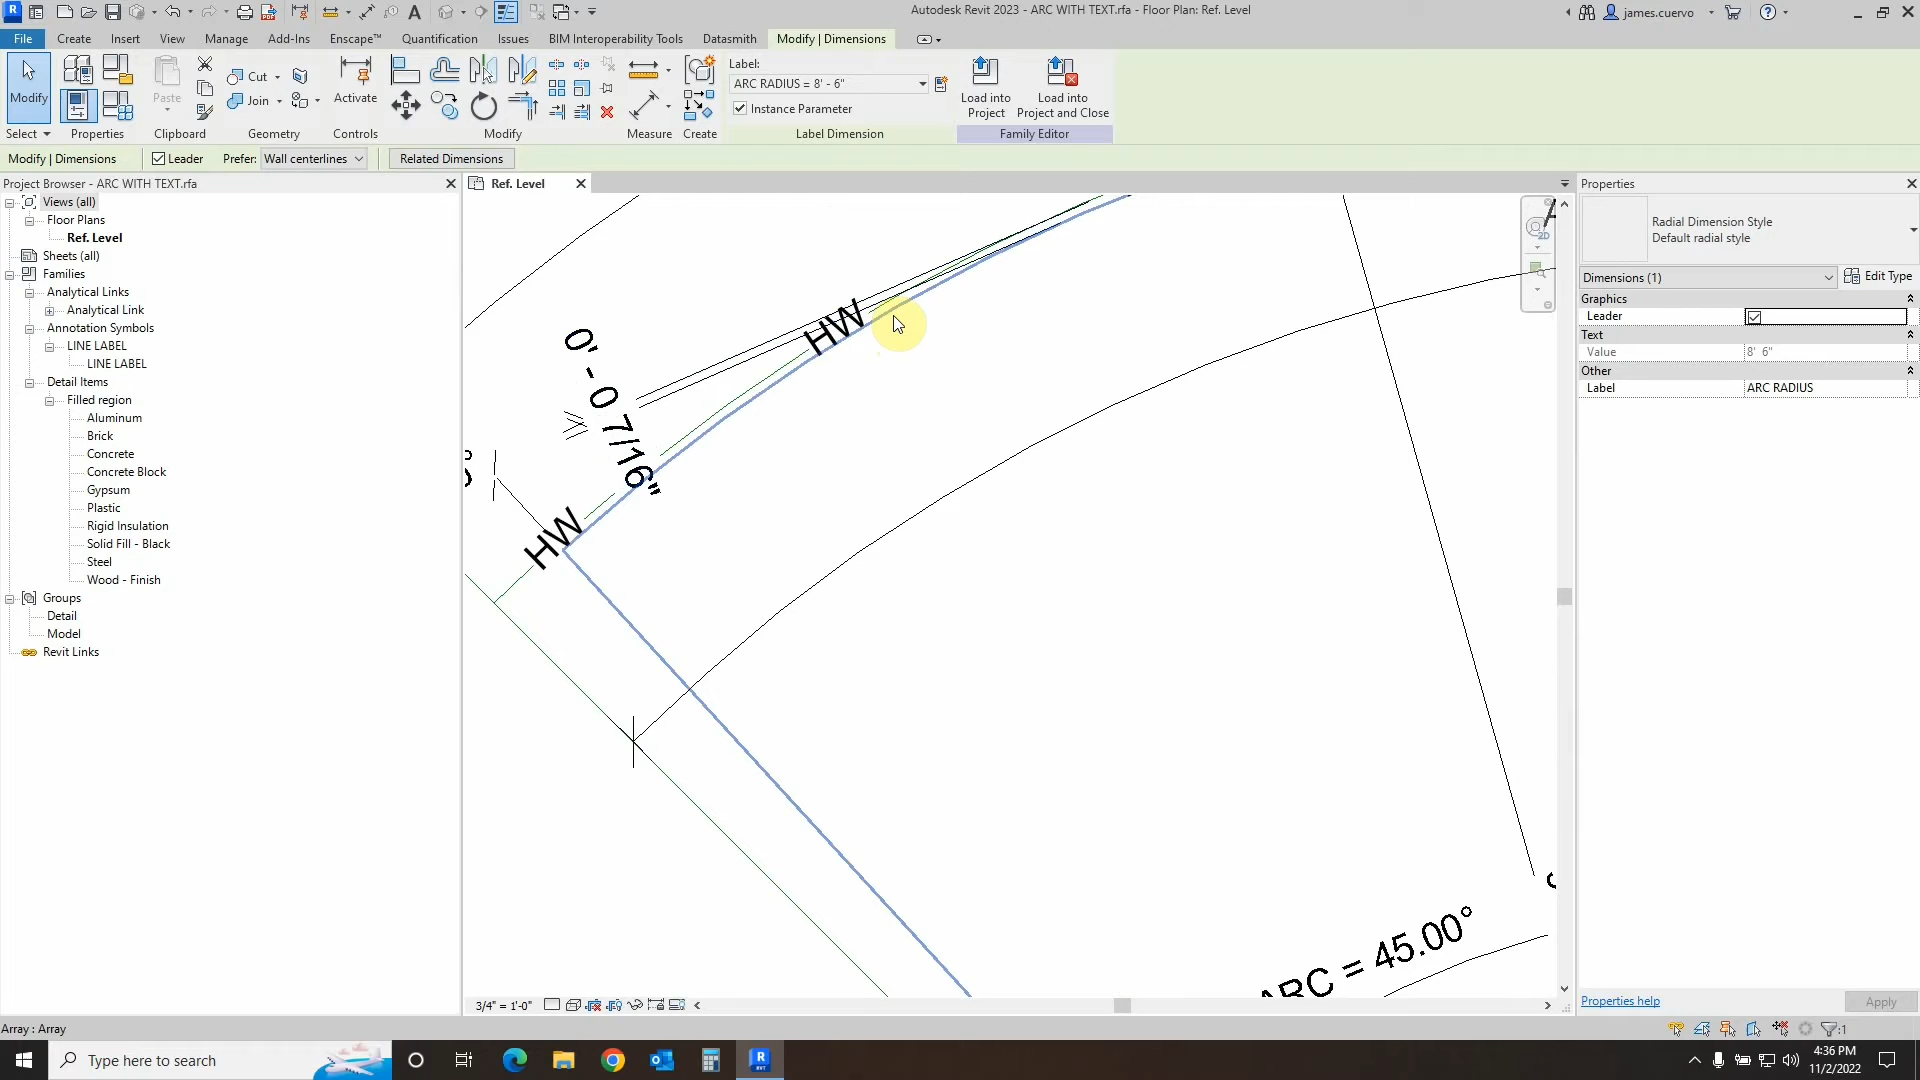 Autodesk Revit 2023 - ARC WITH TEXT.rfa - Floor Plan: Ref. Level
james.cuervo
File Create Insert View Manage Add-Ins Enscape™ Quantification Issues BIM Interoperability Tools Datasmith Modify | Dimensions
Modify
Paste
Cut
Join
Activate
Label:
ARC RADIUS = 8' - 6"
Instance Parameter
Load into Project
Load into Project and Close
Select Properties Clipboard Geometry Controls Modify Measure Create Label Dimension Family Editor
Modify | Dimensions Leader Prefer: Wall centerlines Related Dimensions
Project Browser - ARC WITH TEXT.rfa
Views (all)
Floor Plans
Ref. Level
Sheets (all)
Families
Analytical Links
Analytical Link
Annotation Symbols
LINE LABEL
LINE LABEL
Detail Items
Filled region
Aluminum
Brick
Concrete
Concrete Block
Gypsum
Plastic
Rigid Insulation
Solid Fill - Black
Steel
Wood - Finish
Groups
Detail
Model
Revit Links
Ref. Level
HW
0' - 0 7/16"
HW
ARC = 45.00°
2D
3/4" = 1'-0"
Properties
Radial Dimension Style
Default radial style
Dimensions (1)
Edit Type
Graphics
Leader
Text
Value 8' 6"
Other
Label ARC RADIUS
Properties help
Apply
Array : Array
:1
Type here to search
4:36 PM
11/2/2022